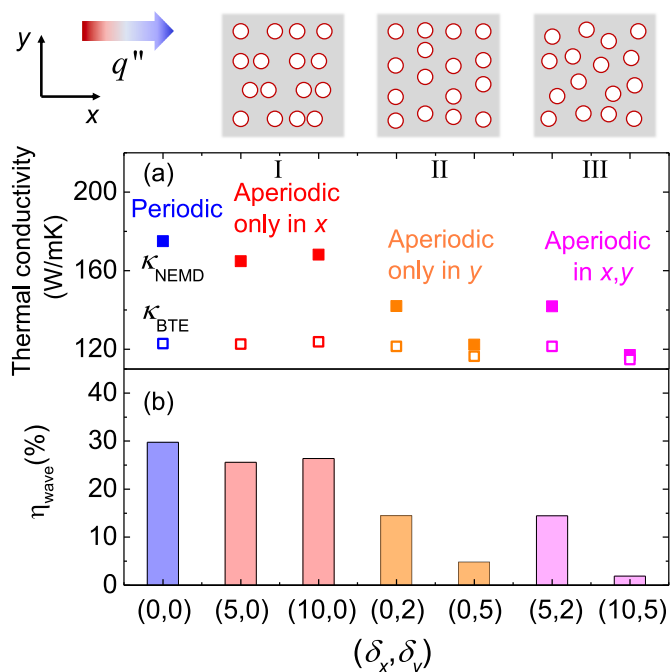 y
q"
x
I II III
(a)
Periodic
Aperiodic
only in x
Aperiodic
only in y
Aperiodic
in x,y
κNEMD
κBTE
Thermal conductivity
(W/mK)
200
160
120
(b)
ηwave(%)
40
30
20
10
0
(0,0) (5,0) (10,0) (0,2) (0,5) (5,2) (10,5)
(δx,δy)